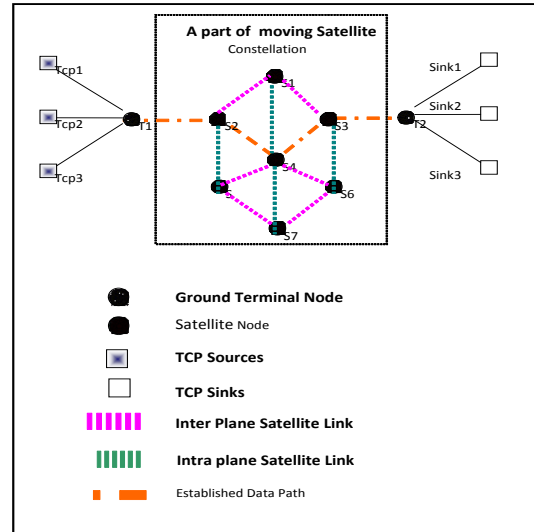 A part of moving Satellite
Constellation
Tcp1
Tcp2
Tcp3
T1
S1
S2
S3
S4
S
S6
S7
T2
Sink1
Sink2
Sink3
Ground Terminal Node
Satellite Node
TCP Sources
TCP Sinks
Inter Plane Satellite Link
Intra plane Satellite Link
Established Data Path